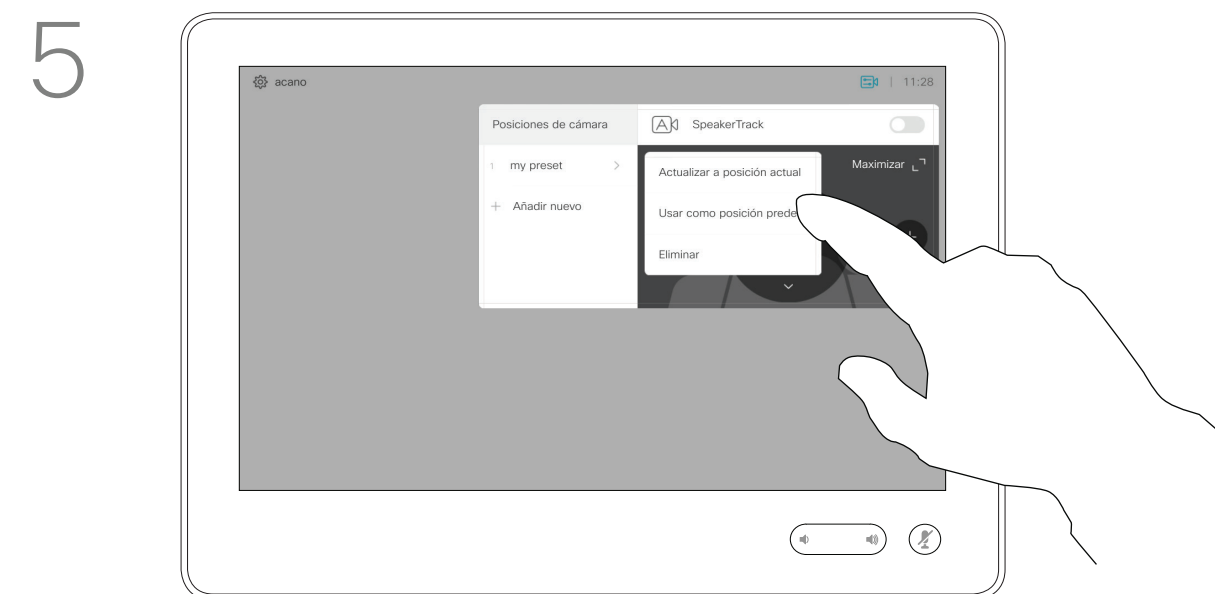 5
acano
11:28
Posiciones de cámara
SpeakerTrack
1 my preset
Actualizar a posición actual
Maximizar
+ Añadir nuevo
Usar como posición
Eliminar